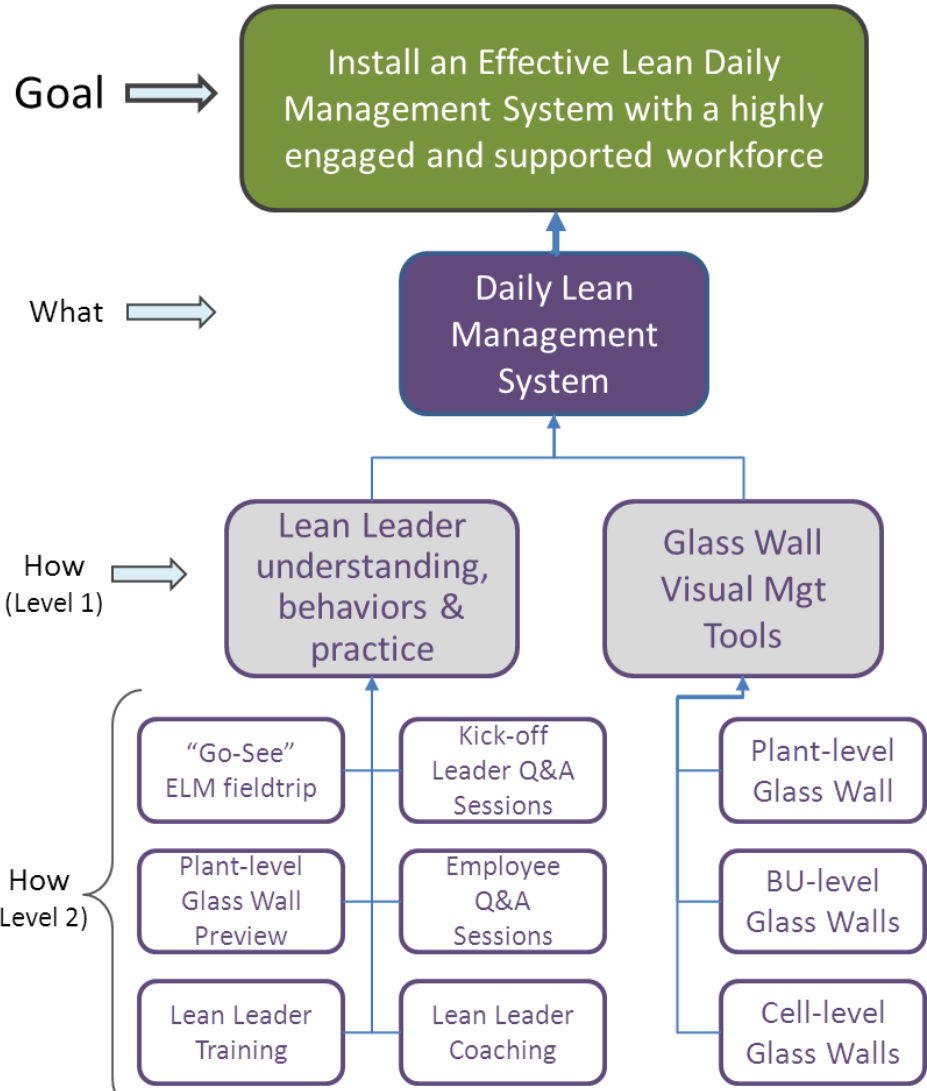 Goal
Install an Effective Lean Daily
Management System with a highly
engaged and supported workforce
What
Daily Lean
Management
System
How
(Level 1)
Lean Leader
understanding,
behaviors &
practice
Glass Wall
Visual Mgt
Tools
How
Level 2)
“Go-See”
ELM fieldtrip
Kick-off
Leader Q&A
Sessions
Plant-level
Glass Wall
Plant-level
Glass Wall
Preview
Employee
Q&A
Sessions
BU-level
Glass Walls
Lean Leader
Training
Lean Leader
Coaching
Cell-level
Glass Walls